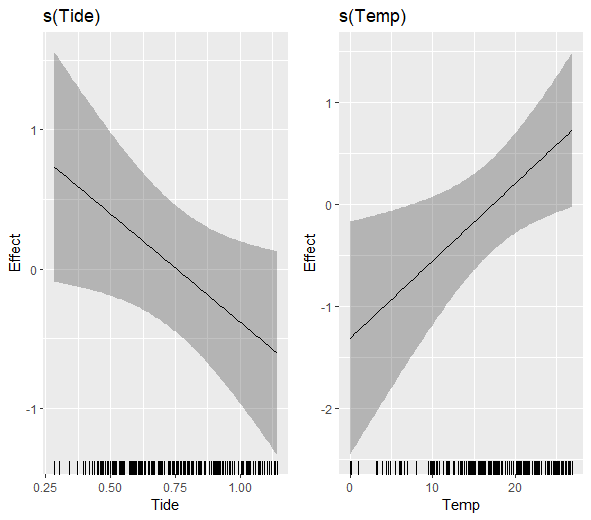 s(Tide)
Effect
1
0
-1
0.25
0.50
0.75
1.00
Tide
s(Temp)
Effect
1
0
-1
-2
0
10
20
Temp